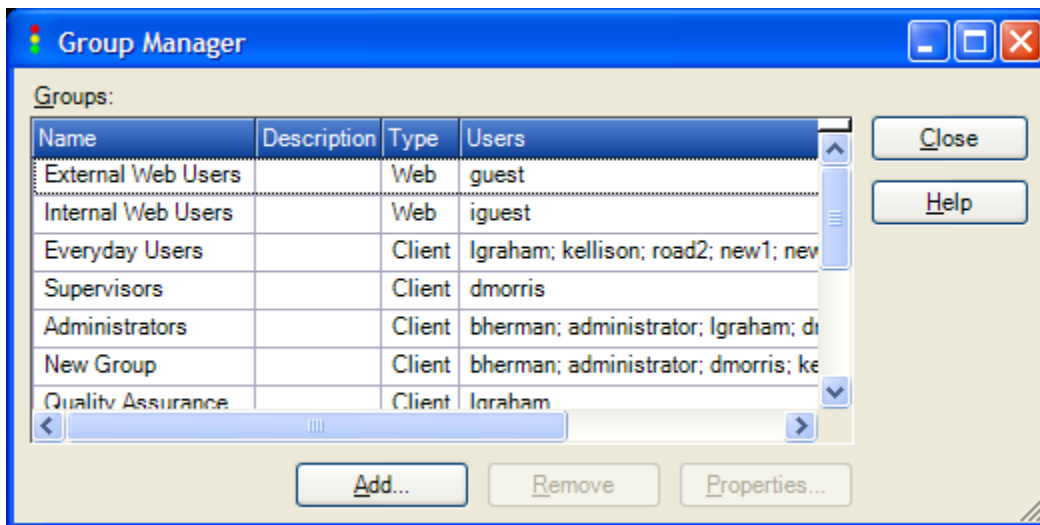 Group Manager
Groups:
Name Description Type Users
External Web Users Web guest
Internal Web Users Web iguest
Everyday Users Client lgraham; kellison; road2; new1; new
Supervisors Client dmorris
Administrators Client bherman; administrator; lgraham; d
New Group Client bherman; administrator; dmorris; ke
Quality Assurance Client lgraham
Close
Help
Add... Remove Properties...